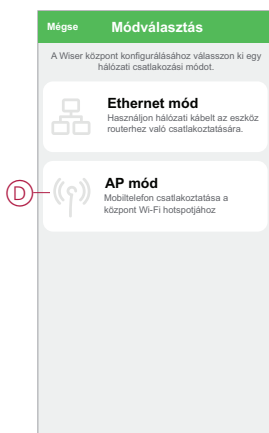 Mégse Módválasztás
A Wiser központ konfigurálásához válasszon ki egy
hálózati csatlakozási módot.
Ethernet mód
Használjon hálózati kábelt az eszköz
routerhez való csatlakoztatására.
D
AP mód
Mobiltelefon csatlakoztatása a
központ Wi-Fi hotspotjához